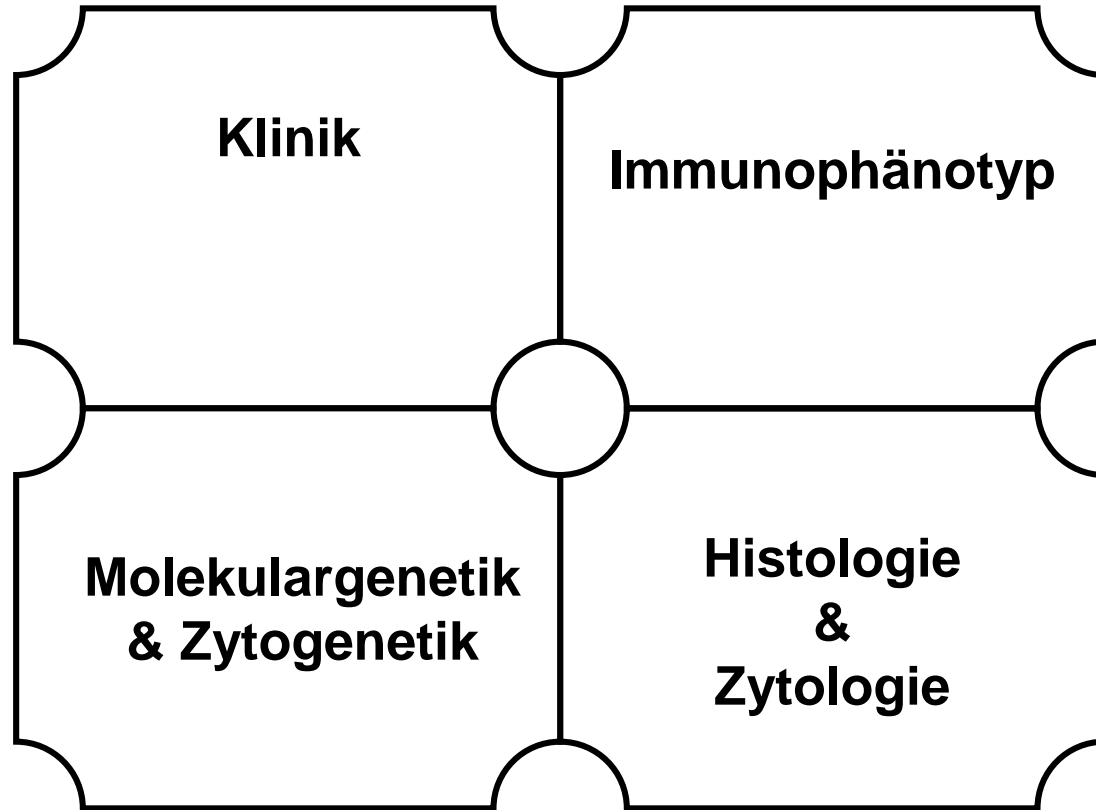 Klinik
Immunophänotyp
Molekulargenetik
& Zytogenetik
Histologie
&
Zytologie